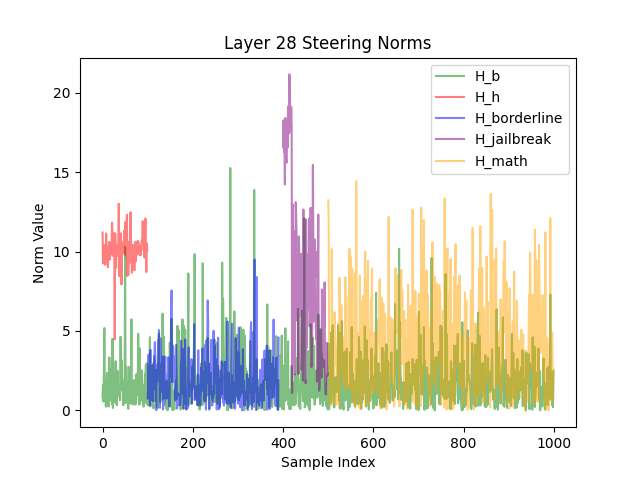 Layer 28 Steering Norms
H_b
H_h
H_borderline
H_jailbreak
H_math
Norm Value
20
15
10
5
0
0
200
400
600
800
1000
Sample Index